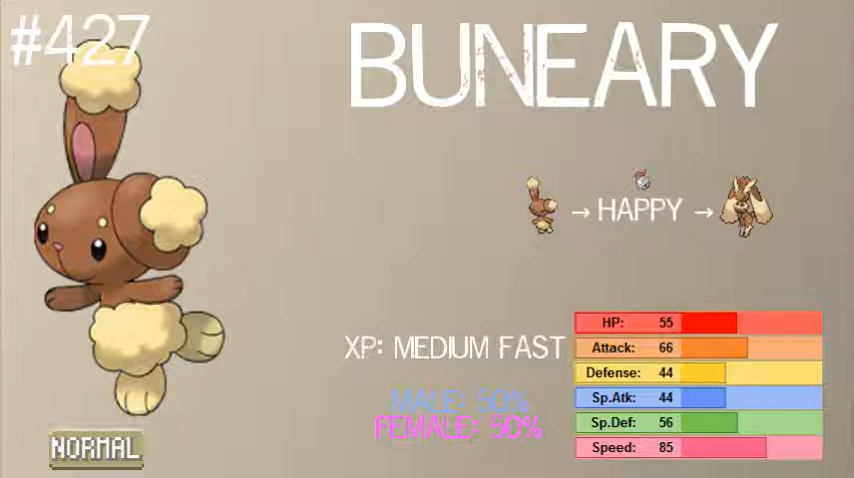 #427
BUNEARY
→ HAPPY →
XP: MEDIUM FAST
MALE: 50%
FEMALE: 50%
HP: 55
Attack: 66
Defense: 44
Sp.Atk: 44
Sp.Def: 56
Speed: 85
NORMAL